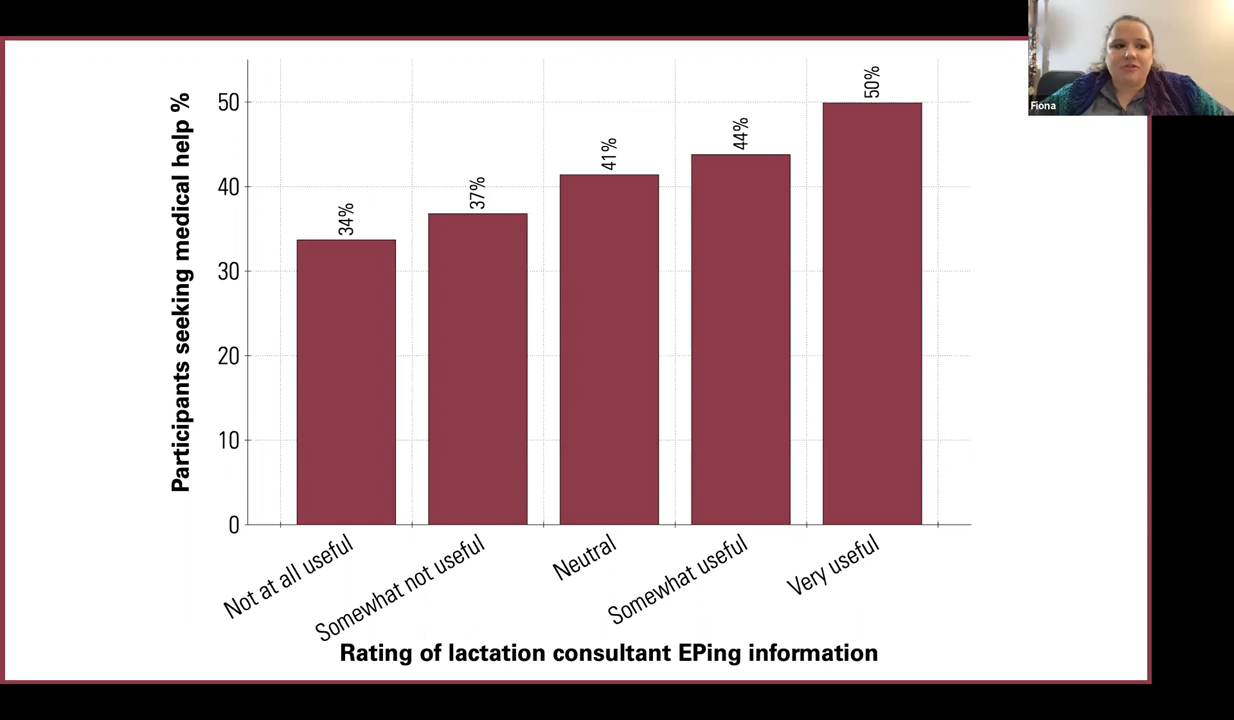 Fiona
Participants seeking medical help %
50
40
30
20
10
0
34%
37%
41%
44%
50%
Not at all useful
Somewhat not useful
Neutral
Somewhat useful
Very useful
Rating of lactation consultant EPing information